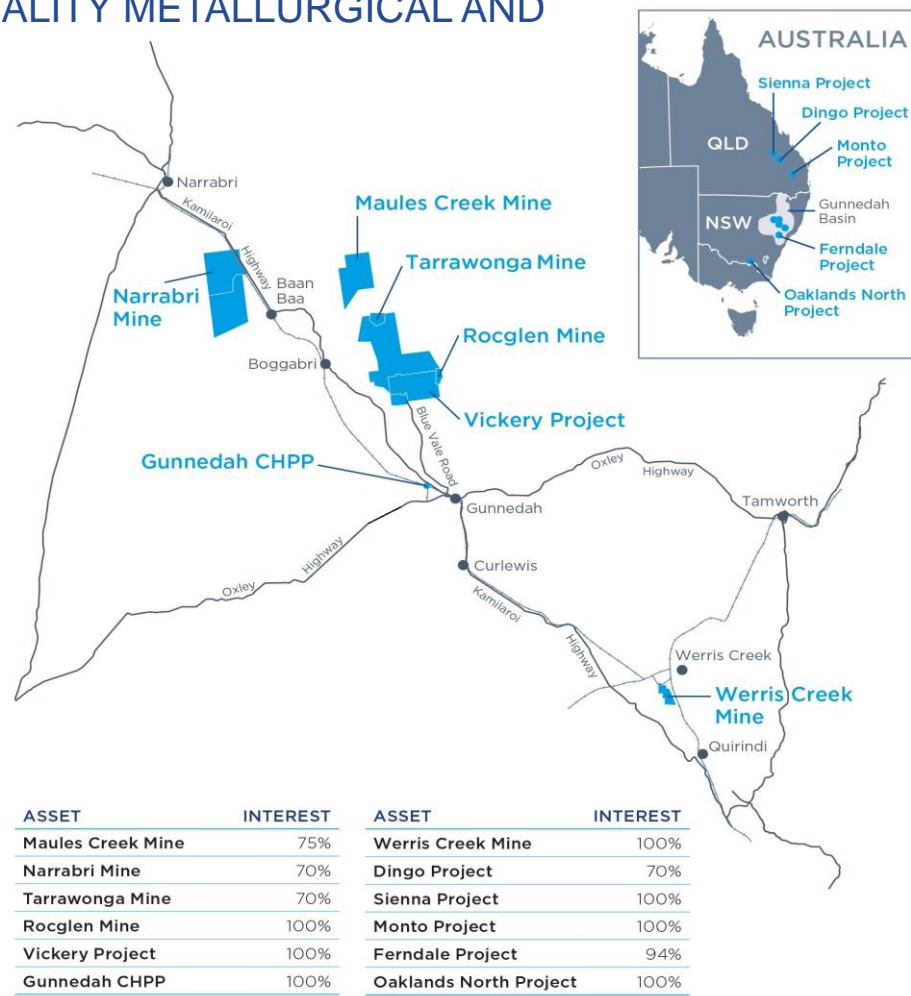 ALITY METALLURGICAL AND
AUSTRALIA
Sienna Project
Dingo Project
QLD
Monto
Project
NSW
Gunnedah
Basin
Ferndale
Project
Oaklands North
Project
Narrabri
Kamilaroi
Highway
Maules Creek Mine
Tarrawonga Mine
Narrabri
Mine
Baan
Baa
Rocglen Mine
Boggabri
Vickery Project
Blue Vale Road
Gunnedah CHPP
Oxley
Highway
Gunnedah
Tamworth
Oxley
Highway
Curlewis
Kamilaroi
Highway
Werris Creek
Werris Creek
Mine
Quirindi
ASSET INTEREST
Maules Creek Mine 75%
Narrabri Mine 70%
Tarrawonga Mine 70%
Rocglen Mine 100%
Vickery Project 100%
Gunnedah CHPP 100%
ASSET INTEREST
Werris Creek Mine 100%
Dingo Project 70%
Sienna Project 100%
Monto Project 100%
Ferndale Project 94%
Oaklands North Project 100%